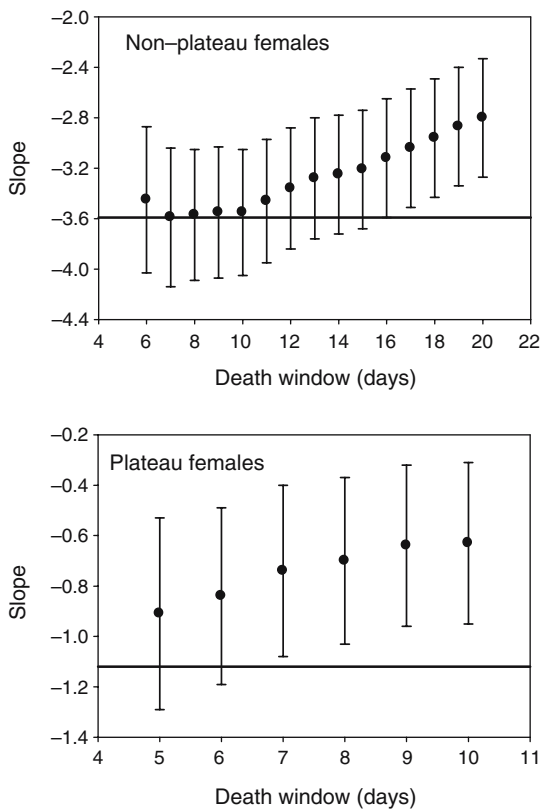 Non–plateau females
Slope
−2.0
−2.4
−2.8
−3.2
−3.6
−4.0
−4.4
4 6 8 10 12 14 16 18 20 22
Death window (days)
Plateau females
Slope
−0.2
−0.4
−0.6
−0.8
−1.0
−1.2
−1.4
4 5 6 7 8 9 10 11
Death window (days)